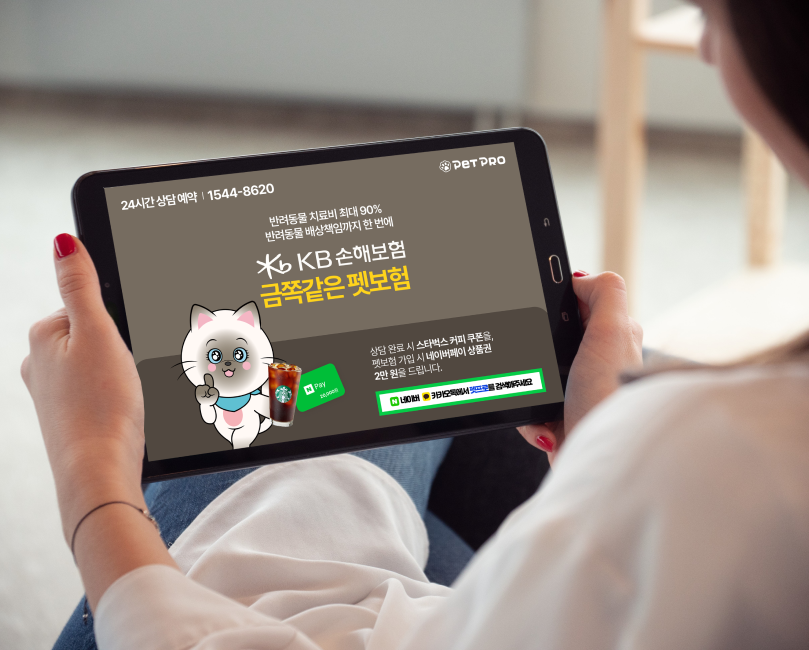 24시간 상담 예약 | 1544-8620
PET PRO
반려동물 치료비 최대 90%
반려동물 배상책임까지 한 번에
KB 손해보험
금쪽같은 펫보험
상담 완료 시 스타벅스 커피 쿠폰을,
펫보험 가입 시 네이버페이 상품권
2만 원을 드립니다.
N Pay
20,000원
N 네이버 카카오톡에서 펫프로를 검색해주세요